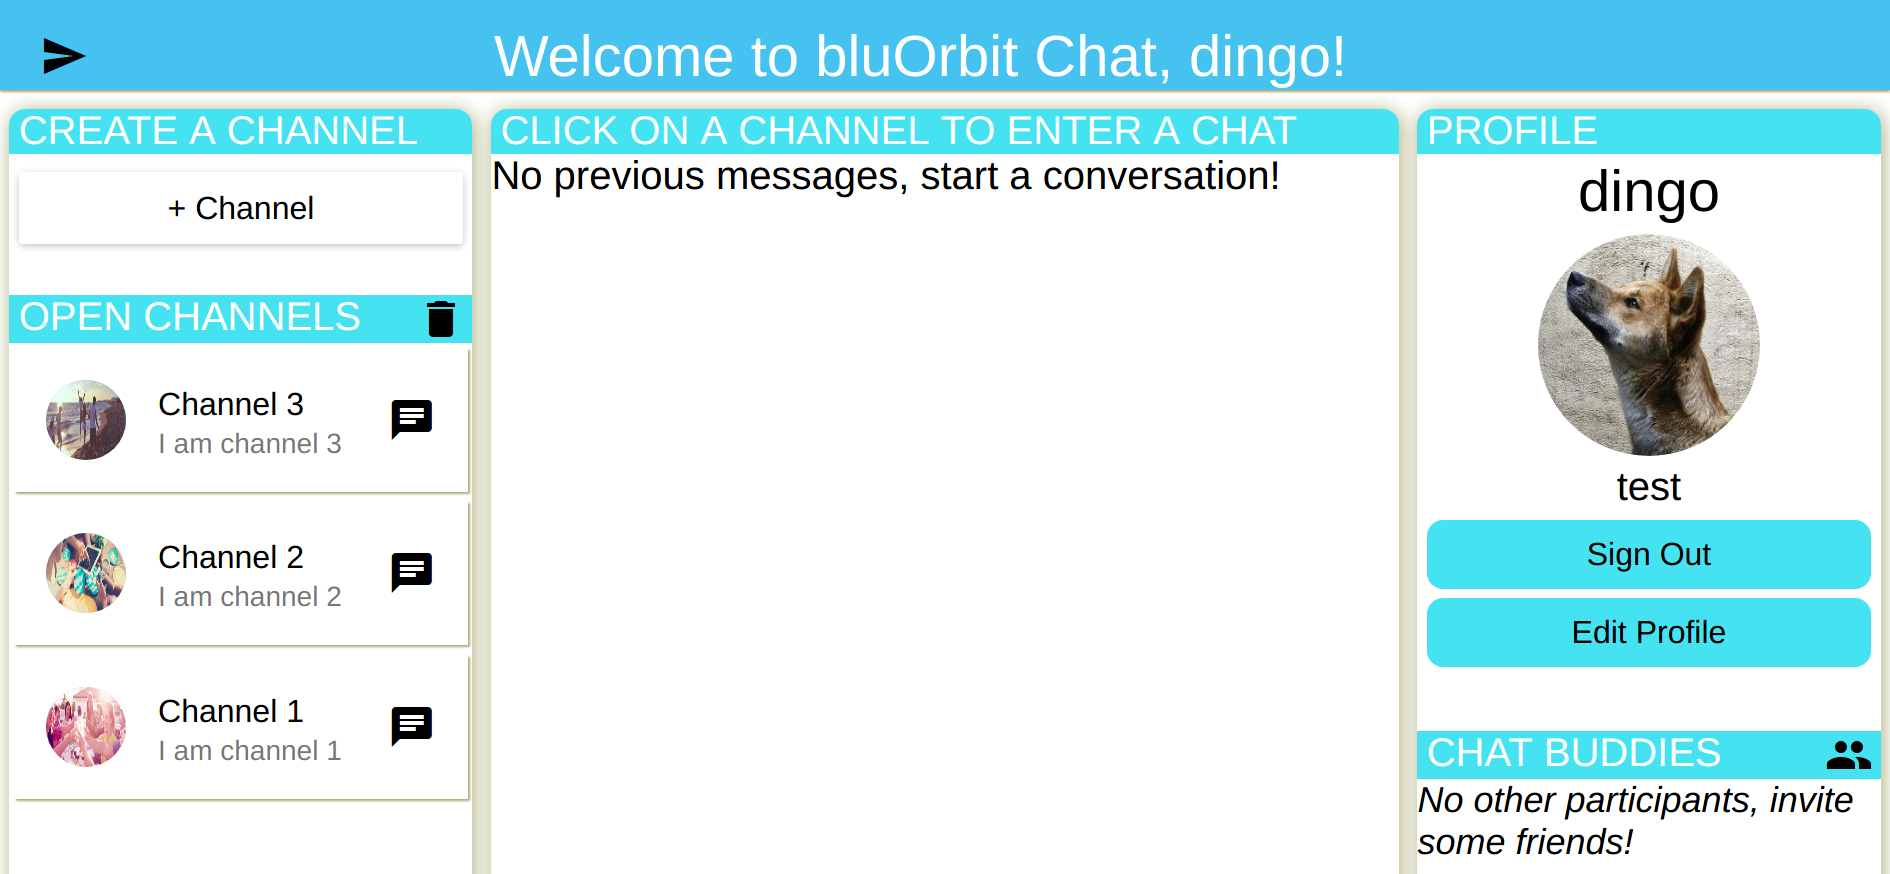 Welcome to bluOrbit Chat, dingo!
CREATE A CHANNEL
+ Channel
OPEN CHANNELS
Channel 3
I am channel 3
Channel 2
I am channel 2
Channel 1
I am channel 1
CLICK ON A CHANNEL TO ENTER A CHAT
No previous messages, start a conversation!
PROFILE
dingo
test
Sign Out
Edit Profile
CHAT BUDDIES
No other participants, invite
some friends!